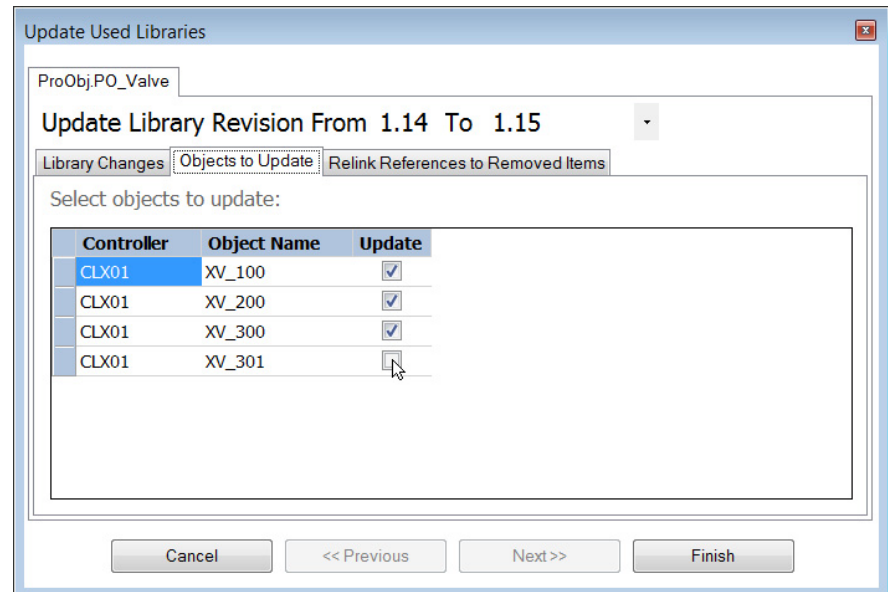 Update Used Libraries
ProObj.PO_Valve
Update Library Revision From 1.14 To 1.15
Library Changes Objects to Update Relink References to Removed Items
Select objects to update:
Controller Object Name Update
CLX01 XV_100
CLX01 XV_200
CLX01 XV_300
CLX01 XV_301
Cancel << Previous Next >> Finish